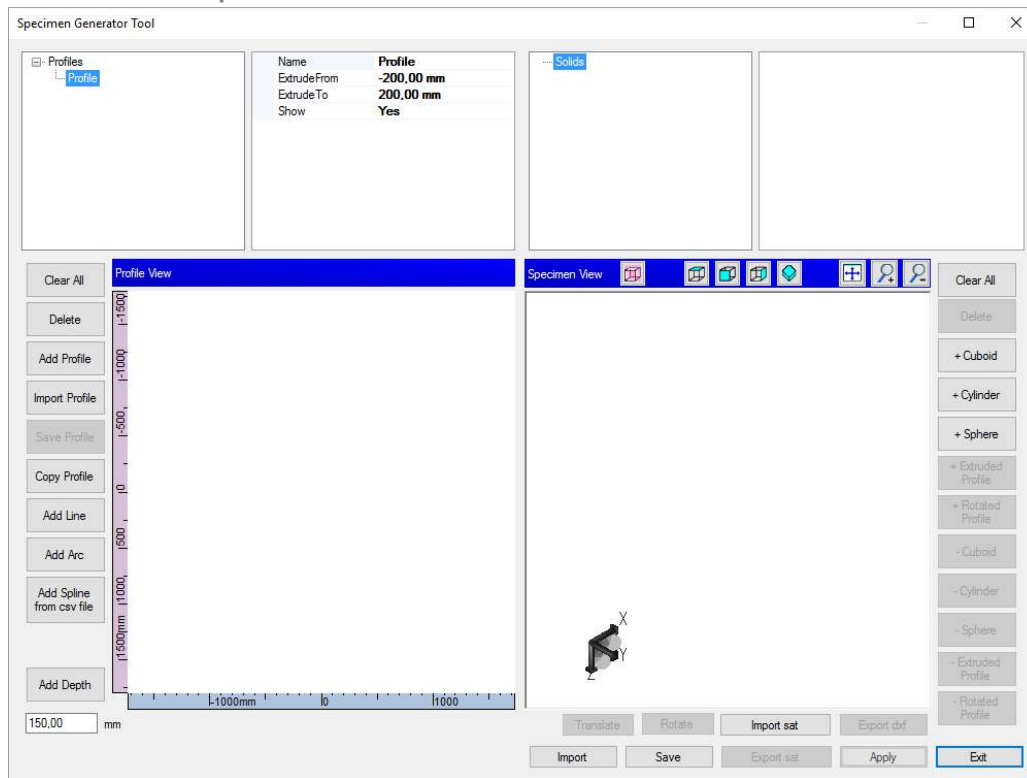 Specimen Generator Tool
Profiles
Profile
Name Profile
ExtrudeFrom -200,00 mm
ExtrudeTo 200,00 mm
Show Yes
Solids
Clear All
Delete
Add Profile
Import Profile
Save Profile
Copy Profile
Add Line
Add Arc
Add Spline
from csv file
Add Depth
150,00 mm
Profile View
|-1500
|-1000
|-500
|0
|500
|1000
|1500mm
|-1000mm |0 |1000
Specimen View
X
Y
Z
Clear All
Delete
+ Cuboid
+ Cylinder
+ Sphere
+ Extruded
Profile
+ Rotated
Profile
- Cuboid
- Cylinder
- Sphere
- Extruded
Profile
- Rotated
Profile
Translate Rotate Import sat Export dxf
Import Save Export sat Apply Exit